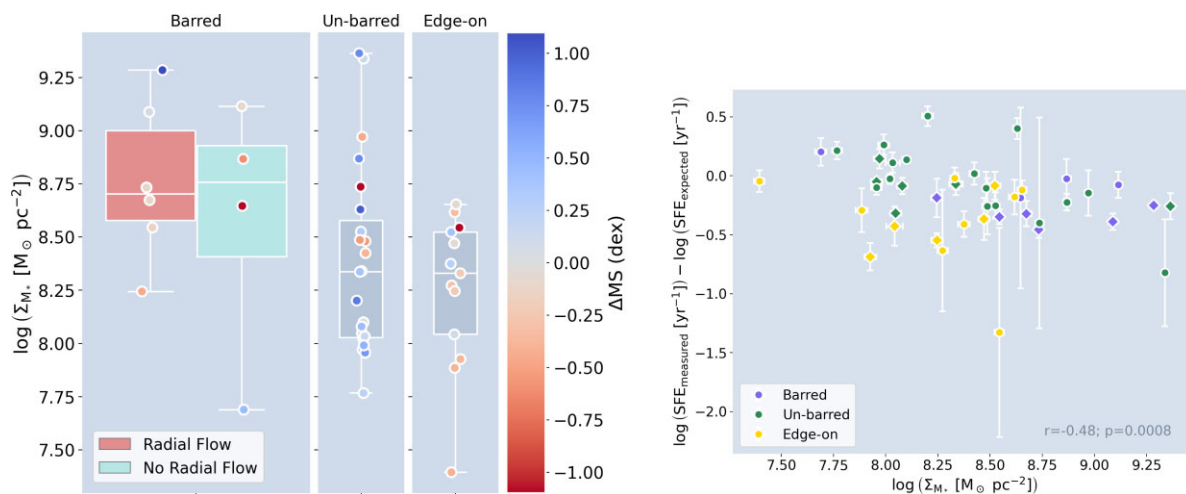 Barred
Un-barred
Edge-on
log (Σ_M⋆ [M⊙ pc⁻²])
9.25
9.00
8.75
8.50
8.25
8.00
7.75
7.50
Radial Flow
No Radial Flow
1.00
0.75
0.50
0.25
0.00
−0.25
−0.50
−0.75
−1.00
ΔMS (dex)
log (SFE_measured [yr⁻¹]) − log (SFE_expected [yr⁻¹])
0.5
0.0
−0.5
−1.0
−1.5
−2.0
Barred
Un-barred
Edge-on
r=-0.48; p=0.0008
7.50 7.75 8.00 8.25 8.50 8.75 9.00 9.25
log (Σ_M⋆ [M⊙ pc⁻²])